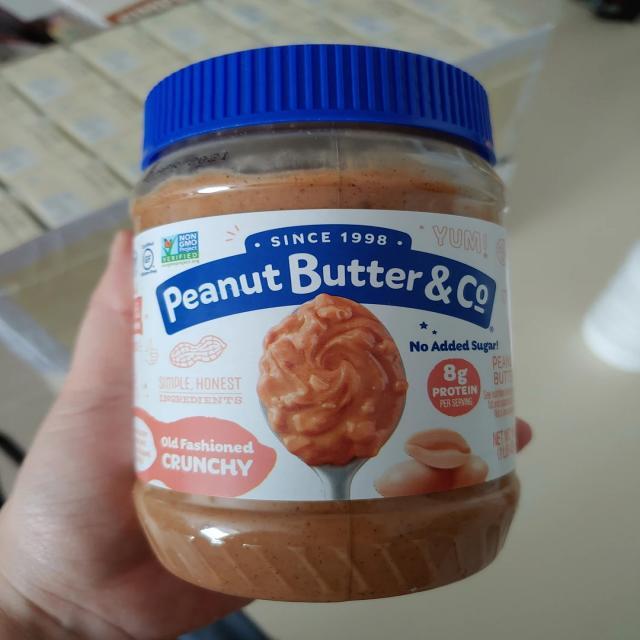 SINCE 1998
YUM!
NON
GMO
Project
VERIFIED
Peanut Butter & Co
No Added Sugar!
8g
PROTEIN
PER SERVING
SIMPLE, HONEST
INGREDIENTS
Old Fashioned
CRUNCHY
NET